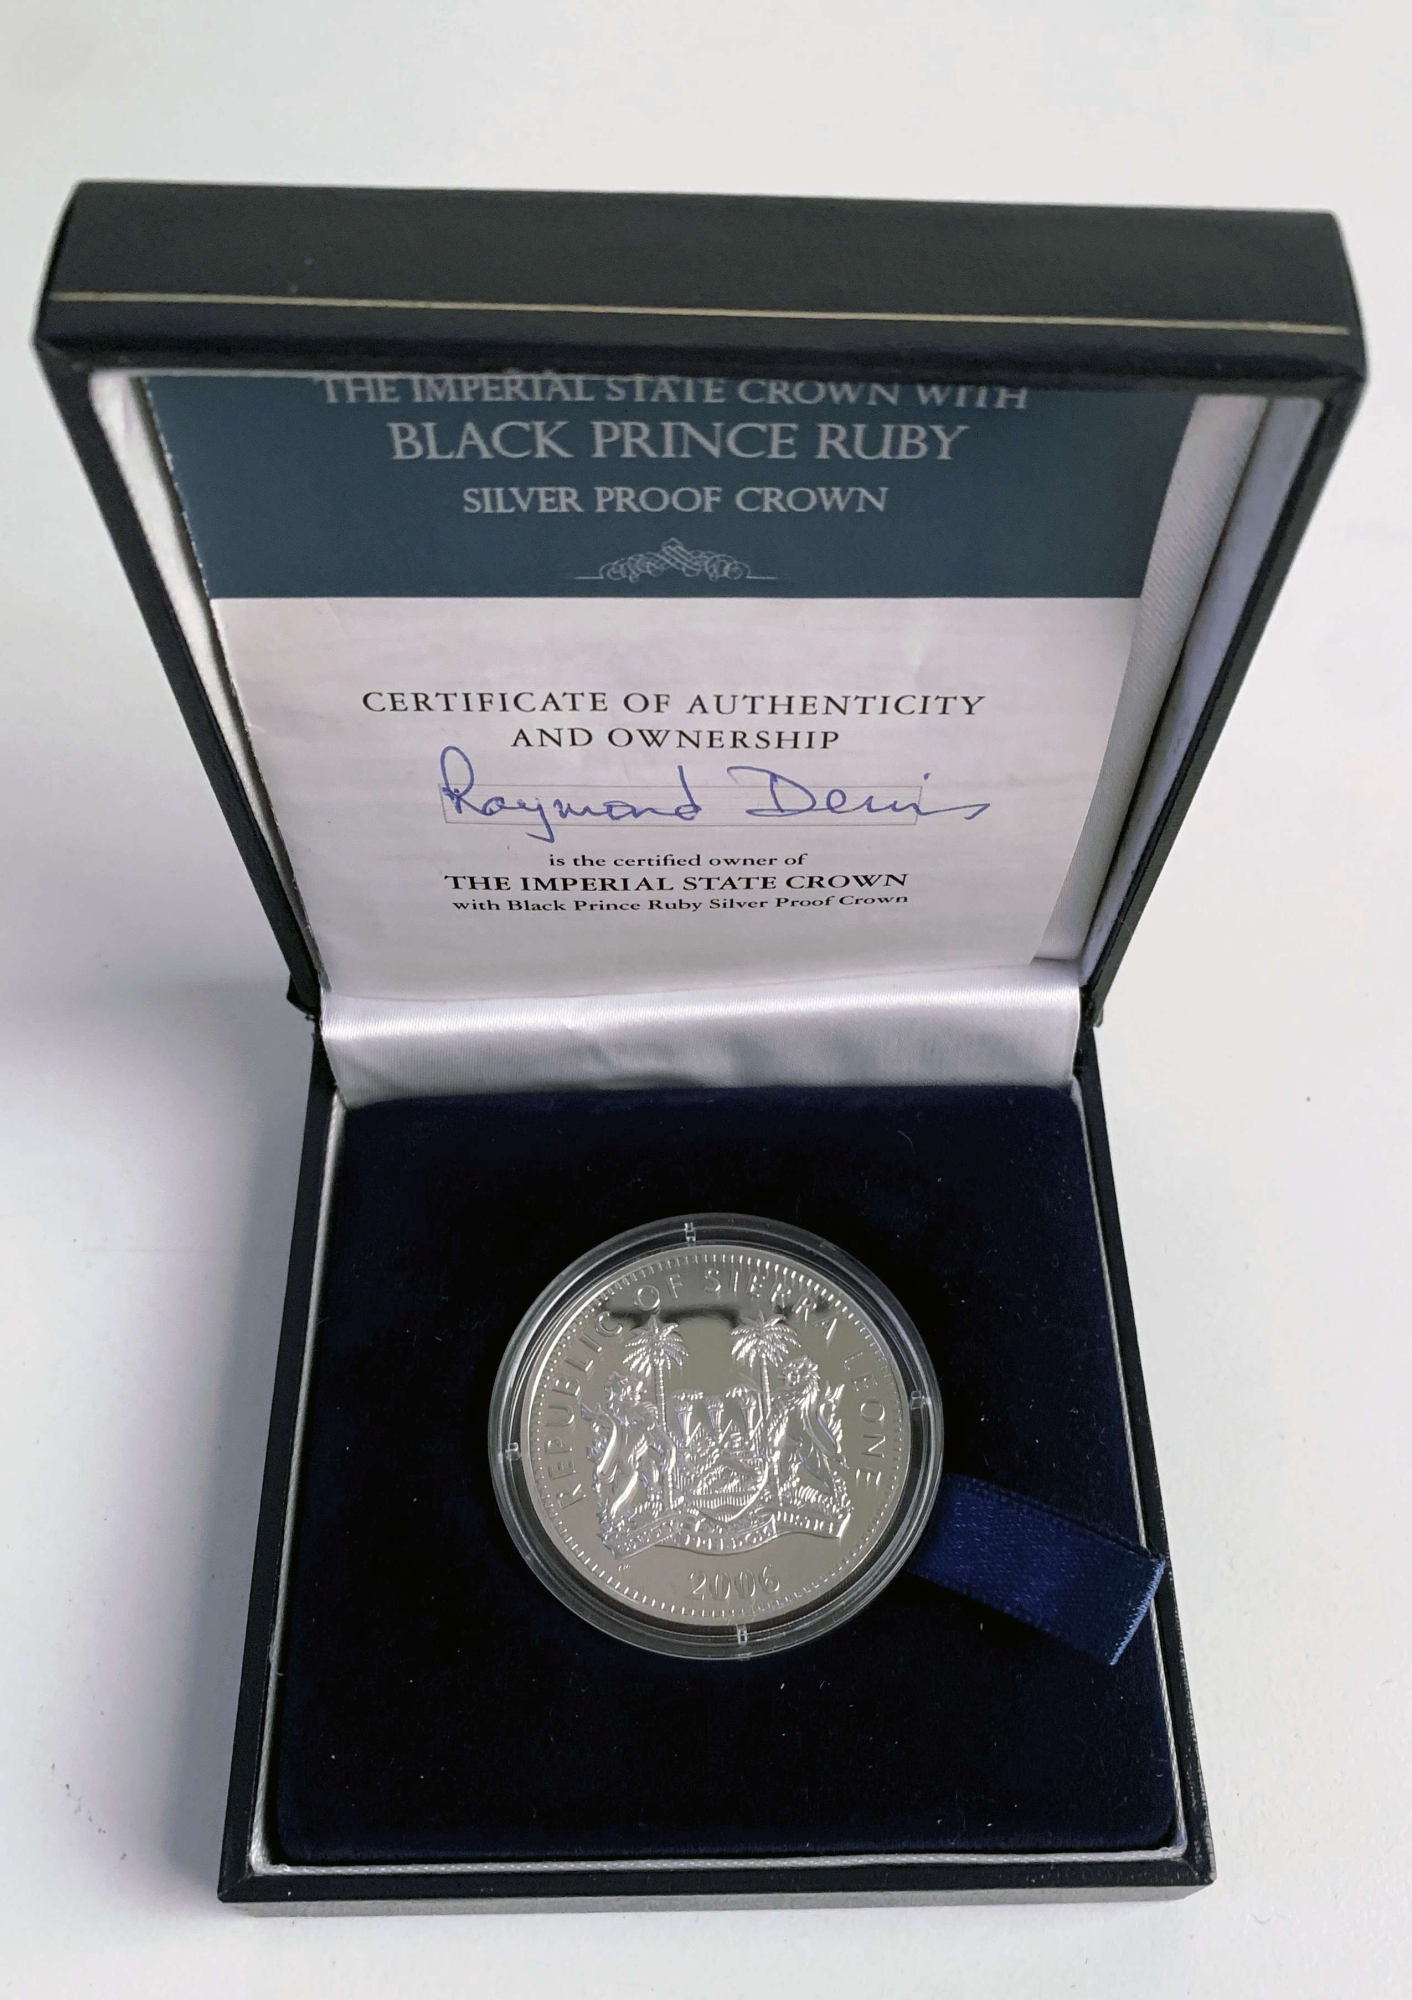 THE IMPERIAL STATE CROWN WITH
BLACK PRINCE RUBY
SILVER PROOF CROWN
CERTIFICATE OF AUTHENTICITY
AND OWNERSHIP
Raymond Denis
is the certified owner of
THE IMPERIAL STATE CROWN
with Black Prince Ruby Silver Proof Crown
REPUBLIC OF SIERRA LEONE
JUSTICE
2006